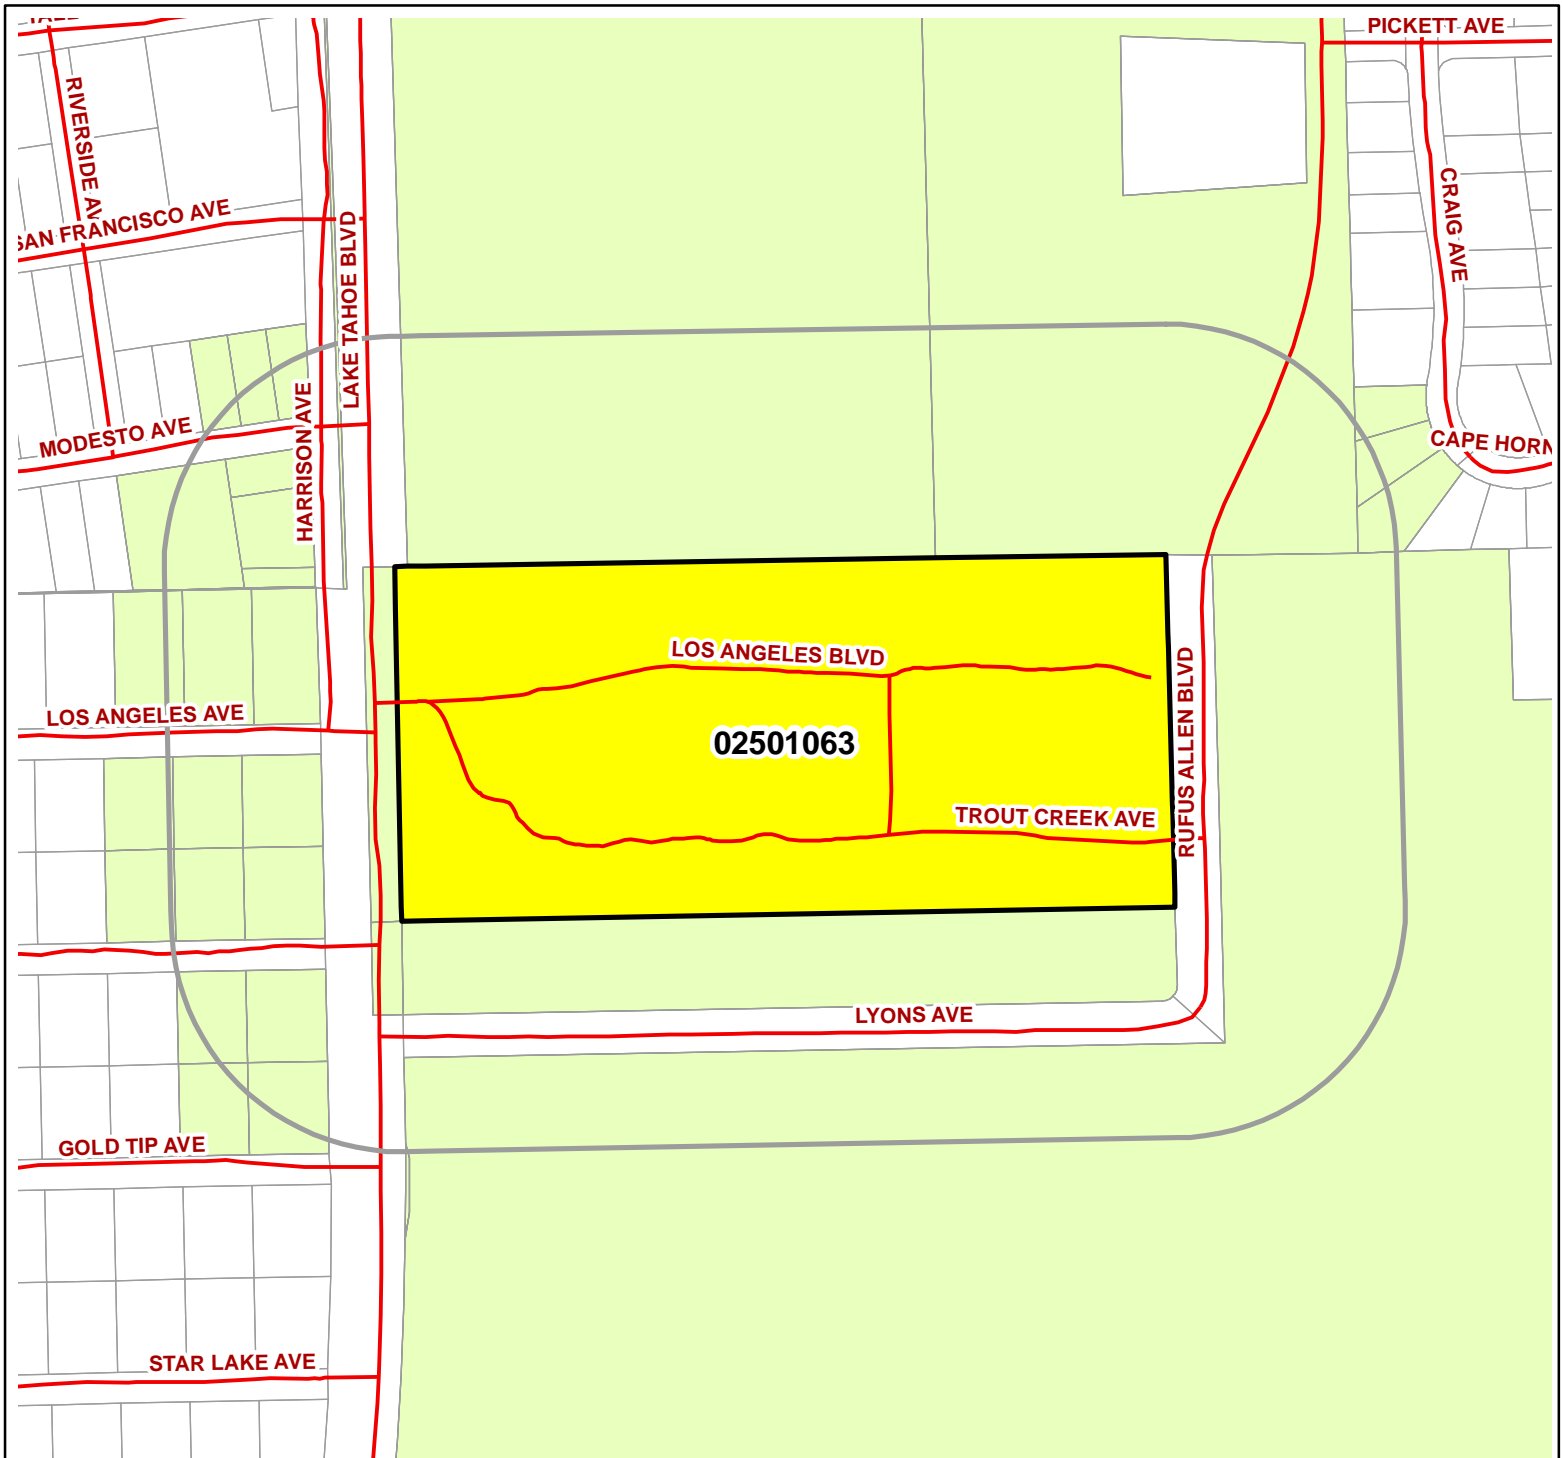 PICKETT AVE
RIVERSIDE AV
CRAIG AVE
SAN FRANCISCO AVE
LAKE TAHOE BLVD
HARRISON AVE
MODESTO AVE
CAPE HORN
LOS ANGELES BLVD
RUFUS ALLEN BLVD
LOS ANGELES AVE
02501063
TROUT CREEK AVE
LYONS AVE
GOLD TIP AVE
STAR LAKE AVE